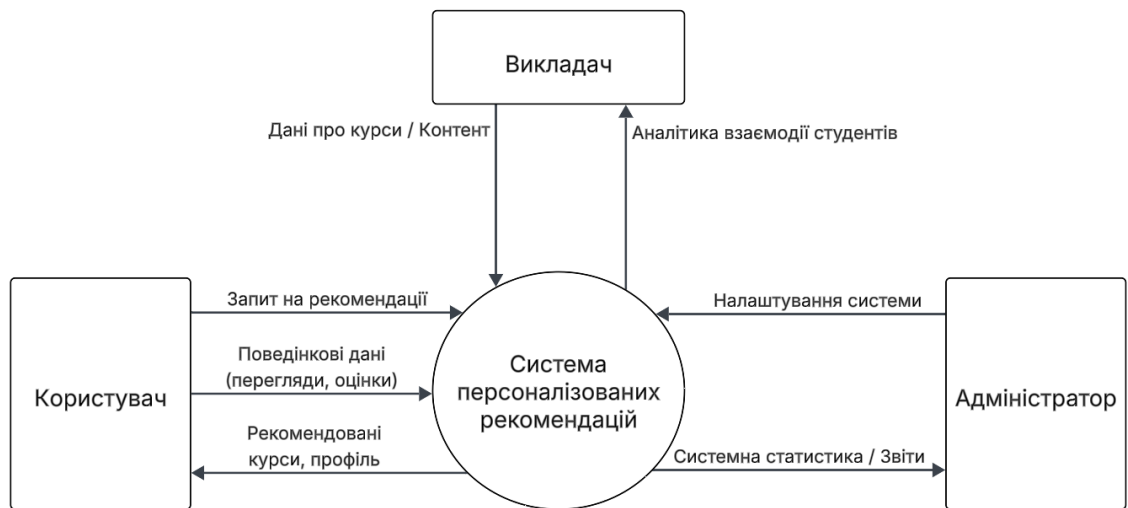 Викладач
Дані про курси / Контент
Аналітика взаємодії студентів
Запит на рекомендації
Налаштування системи
Поведінкові дані
(перегляди, оцінки)
Система
персоналізованих
рекомендацій
Користувач
Адміністратор
Рекомендовані
курси, профіль
Системна статистика / Звіти